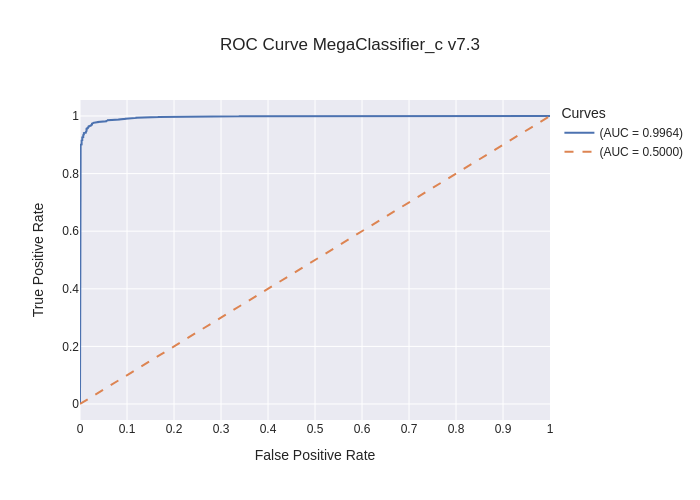 ROC Curve MegaClassifier_c v7.3
Curves
(AUC = 0.9964)
(AUC = 0.5000)
True Positive Rate
1
0.8
0.6
0.4
0.2
0
0 0.1 0.2 0.3 0.4 0.5 0.6 0.7 0.8 0.9 1
False Positive Rate